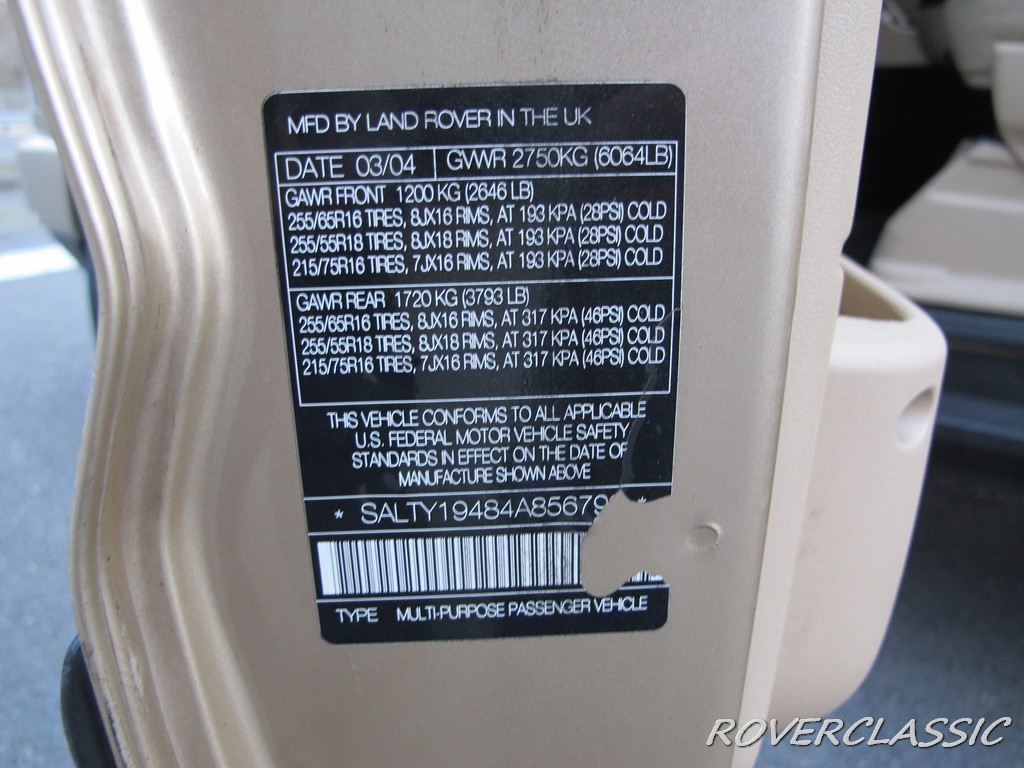 MFD BY LAND ROVER IN THE UK
DATE 03/04 GVWR 2750KG (6064LB)
GAWR FRONT 1200 KG (2646 LB)
255/65R16 TIRES, 8JX16 RIMS, AT 193 KPA (28PSI) COLD
255/55R18 TIRES, 8JX18 RIMS, AT 193 KPA (28PSI) COLD
215/75R16 TIRES, 7JX16 RIMS, AT 193 KPA (28PSI) COLD
GAWR REAR 1720 KG (3793 LB)
255/65R16 TIRES, 8JX16 RIMS, AT 317 KPA (46PSI) COLD
255/55R18 TIRES, 8JX18 RIMS, AT 317 KPA (46PSI) COLD
215/75R16 TIRES, 7JX16 RIMS, AT 317 KPA (46PSI) COLD
THIS VEHICLE CONFORMS TO ALL APPLICABLE
U.S. FEDERAL MOTOR VEHICLE SAFETY
STANDARDS IN EFFECT ON THE DATE OF
MANUFACTURE SHOWN ABOVE
* SALTY19484A8567 *
TYPE MULTI-PURPOSE PASSENGER VEHICLE
ROVERCLASSIC